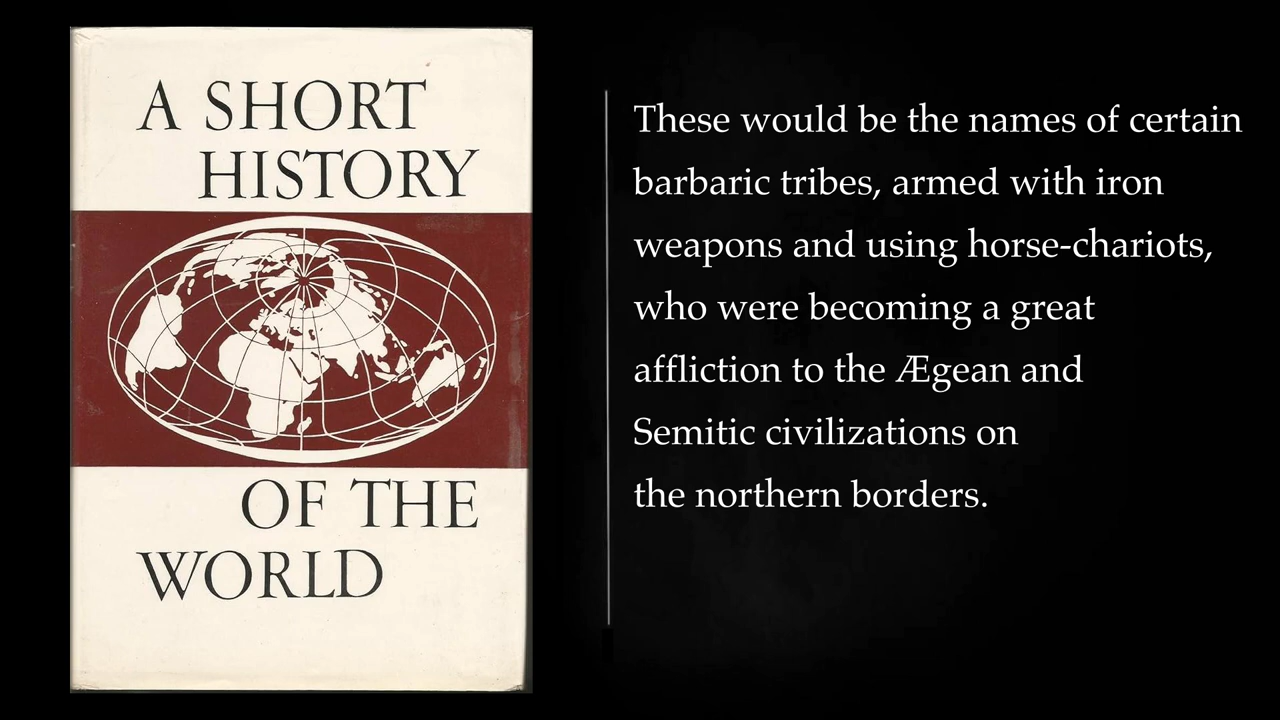 A SHORT
HISTORY
OF THE
WORLD
These would be the names of certain
barbaric tribes, armed with iron
weapons and using horse-chariots,
who were becoming a great
affliction to the Ægean and
Semitic civilizations on
the northern borders.